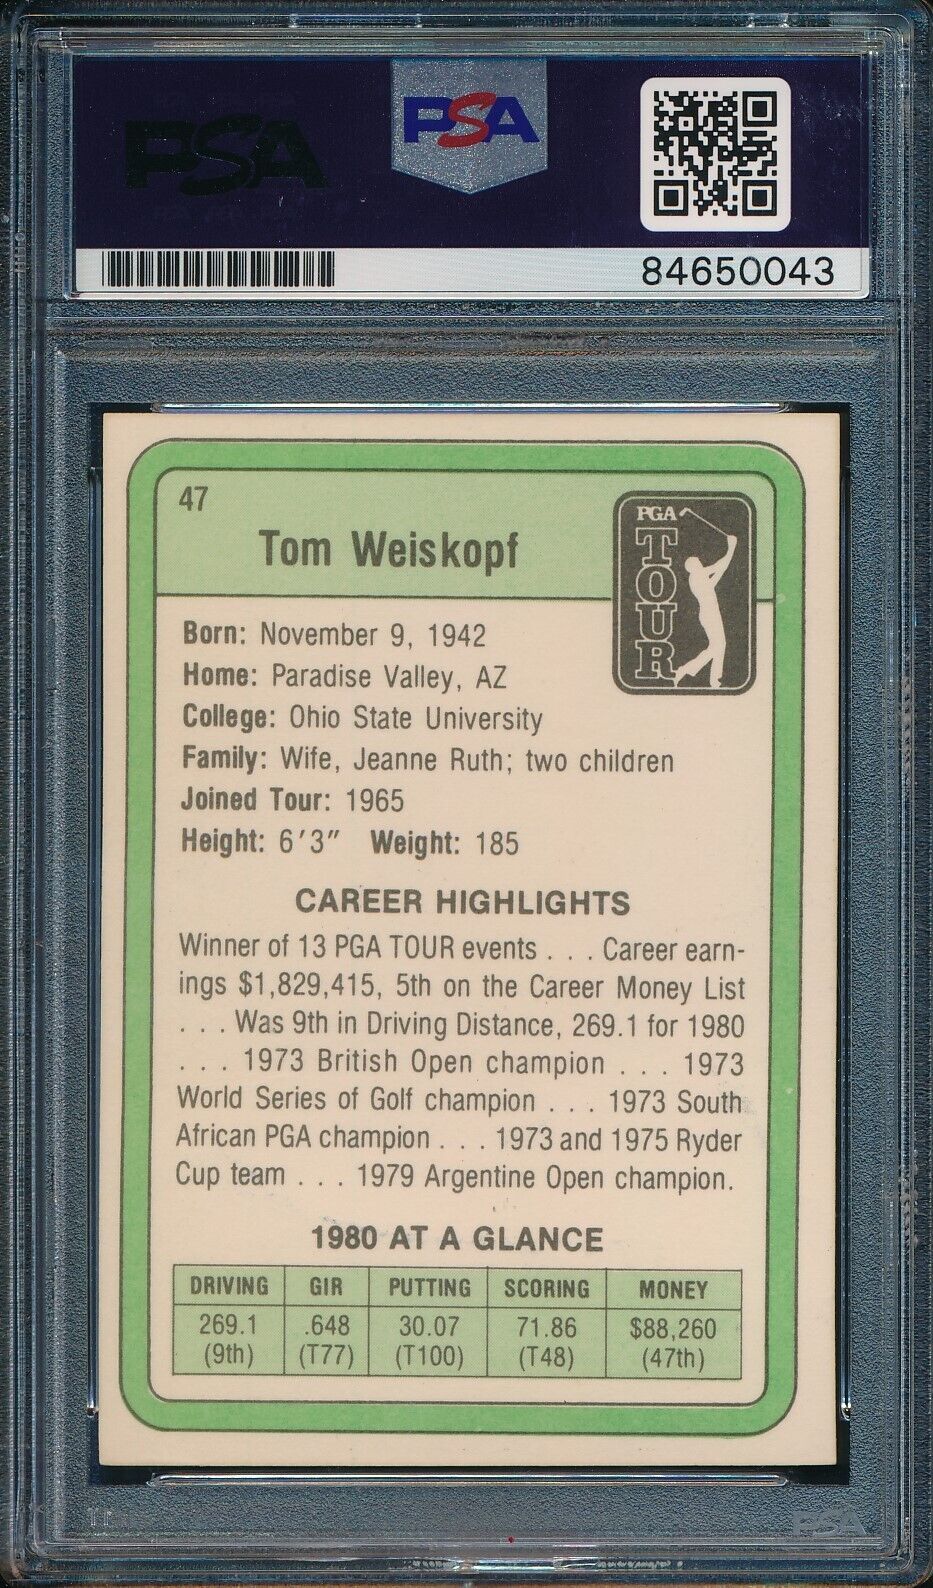 PSA
PSA
84650043
47
Tom Weiskopf
PGA
TOUR
Born: November 9, 1942
Home: Paradise Valley, AZ
College: Ohio State University
Family: Wife, Jeanne Ruth; two children
Joined Tour: 1965
Height: 6'3" Weight: 185
CAREER HIGHLIGHTS
Winner of 13 PGA TOUR events . . . Career earn-
ings $1,829,415, 5th on the Career Money List
. . . Was 9th in Driving Distance, 269.1 for 1980
. . . 1973 British Open champion . . . 1973
World Series of Golf champion . . . 1973 South
African PGA champion . . . 1973 and 1975 Ryder
Cup team . . . 1979 Argentine Open champion.
1980 AT A GLANCE
DRIVING GIR PUTTING SCORING MONEY
269.1 .648 30.07 71.86 $88,260
(9th) (T77) (T100) (T48) (47th)
PSA